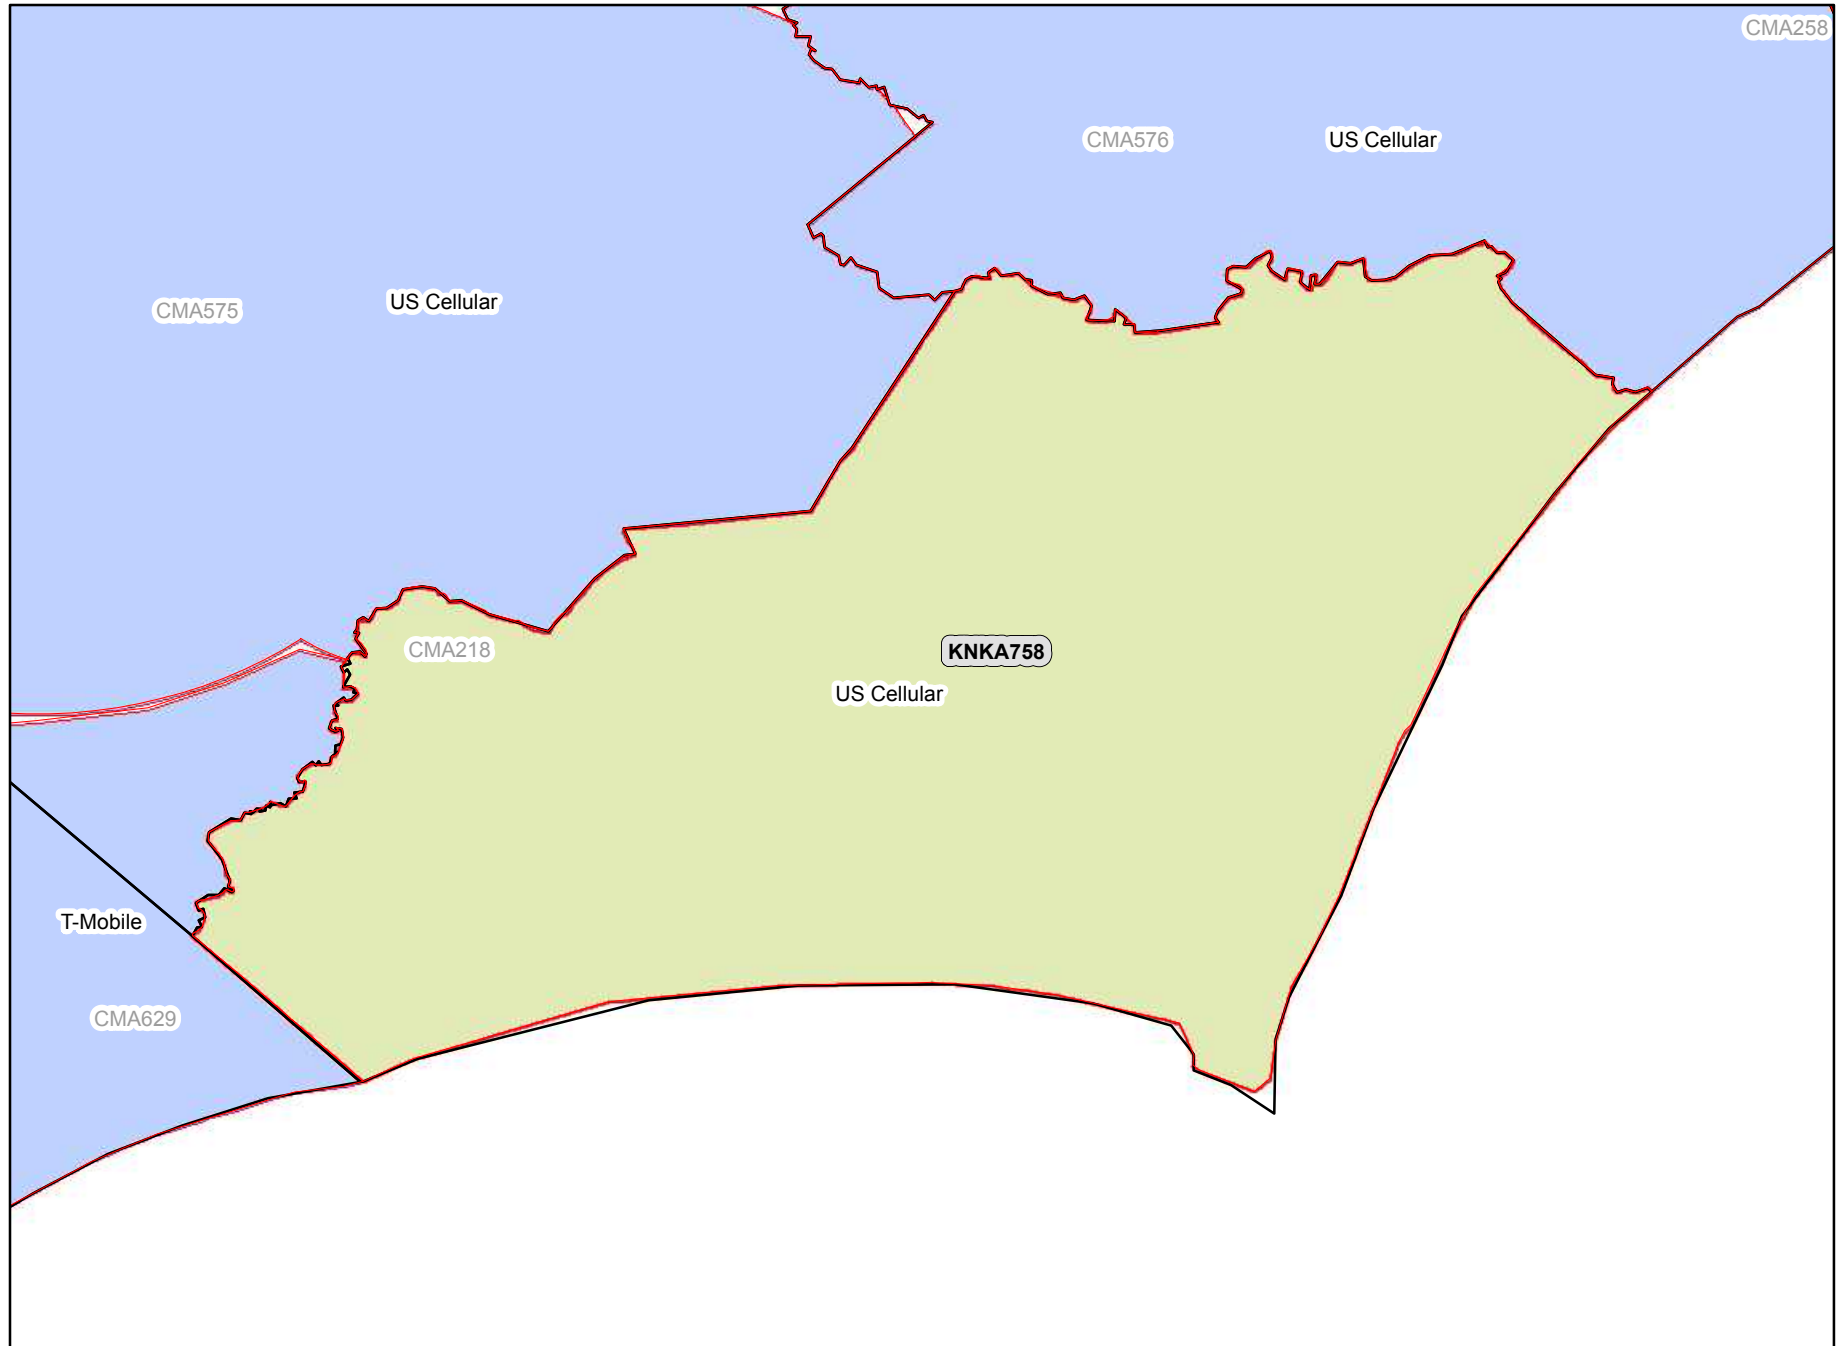 CMA258
CMA576
US Cellular
CMA575
US Cellular
CMA218
KNKA758
US Cellular
T-Mobile
CMA629